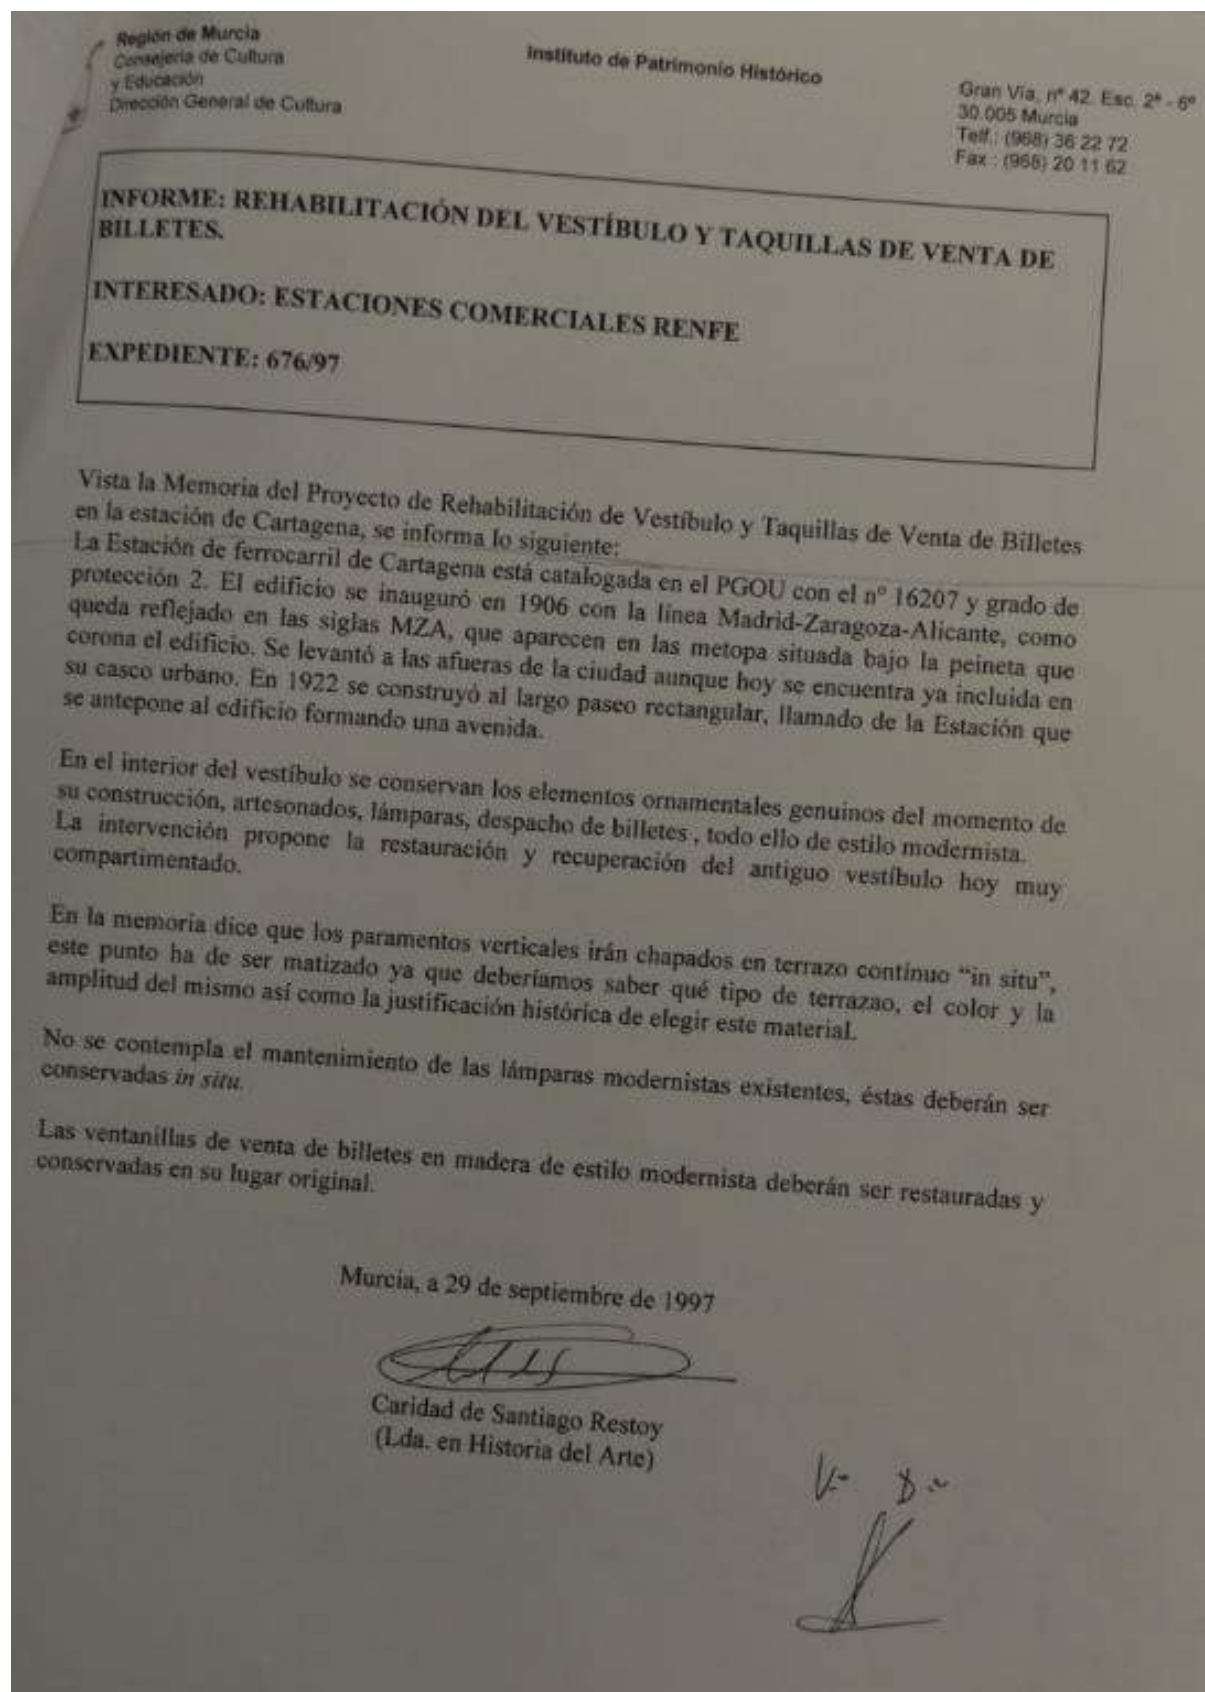 Región de Murcia
Consejería de Cultura
y Educación
Dirección General de Cultura
Instituto de Patrimonio Histórico
Gran Vía, nº 42. Esc. 2ª - 6º
30.005 Murcia
Telf.: (968) 36 22 72
Fax : (968) 20 11 62
INFORME: REHABILITACIÓN DEL VESTÍBULO Y TAQUILLAS DE VENTA DE
BILLETES.
INTERESADO: ESTACIONES COMERCIALES RENFE
EXPEDIENTE: 676/97
Vista la Memoria del Proyecto de Rehabilitación de Vestíbulo y Taquillas de Venta de Billetes
en la estación de Cartagena, se informa lo siguiente:
La Estación de ferrocarril de Cartagena está catalogada en el PGOU con el nº 16207 y grado de
protección 2. El edificio se inauguró en 1906 con la línea Madrid-Zaragoza-Alicante, como
queda reflejado en las siglas MZA, que aparecen en las metopa situada bajo la peineta que
corona el edificio. Se levantó a las afueras de la ciudad aunque hoy se encuentra ya incluida en
su casco urbano. En 1922 se construyó al largo paseo rectangular, llamado de la Estación que
se antepone al edificio formando una avenida.
En el interior del vestíbulo se conservan los elementos ornamentales genuinos del momento de
su construcción, artesonados, lámparas, despacho de billetes , todo ello de estilo modernista.
La intervención propone la restauración y recuperación del antiguo vestíbulo hoy muy
compartimentado.
En la memoria dice que los paramentos verticales irán chapados en terrazo contínuo “in situ”,
este punto ha de ser matizado ya que deberíamos saber qué tipo de terrazao, el color y la
amplitud del mismo así como la justificación histórica de elegir este material.
No se contempla el mantenimiento de las lámparas modernistas existentes, éstas deberán ser
conservadas in situ.
Las ventanillas de venta de billetes en madera de estilo modernista deberán ser restauradas y
conservadas en su lugar original.
Murcia, a 29 de septiembre de 1997
Caridad de Santiago Restoy
(Lda. en Historia del Arte)